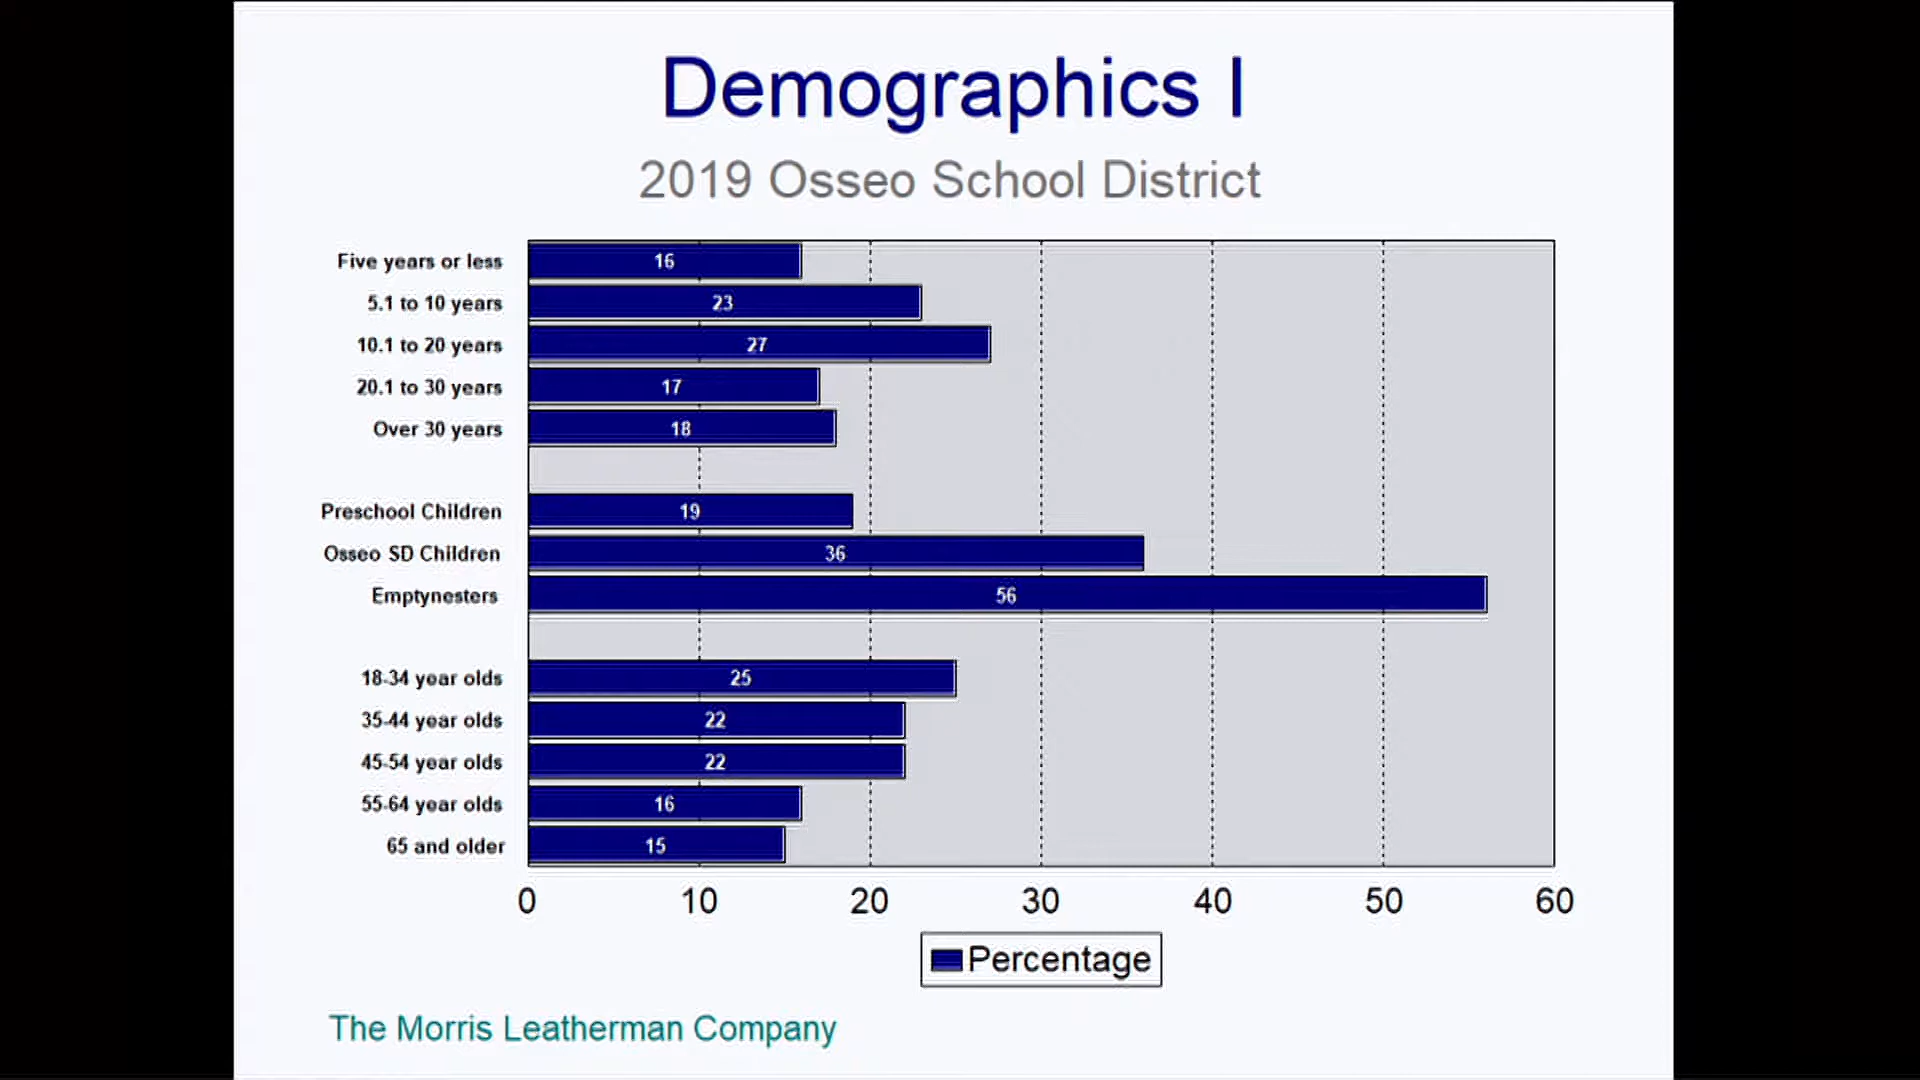 Demographics I
2019 Osseo School District
Five years or less 16
5.1 to 10 years 23
10.1 to 20 years 27
20.1 to 30 years 17
Over 30 years 18
Preschool Children 19
Osseo SD Children 36
Emptynesters 56
18-34 year olds 25
35-44 year olds 22
45-54 year olds 22
55-64 year olds 16
65 and older 15
0 10 20 30 40 50 60
Percentage
The Morris Leatherman Company